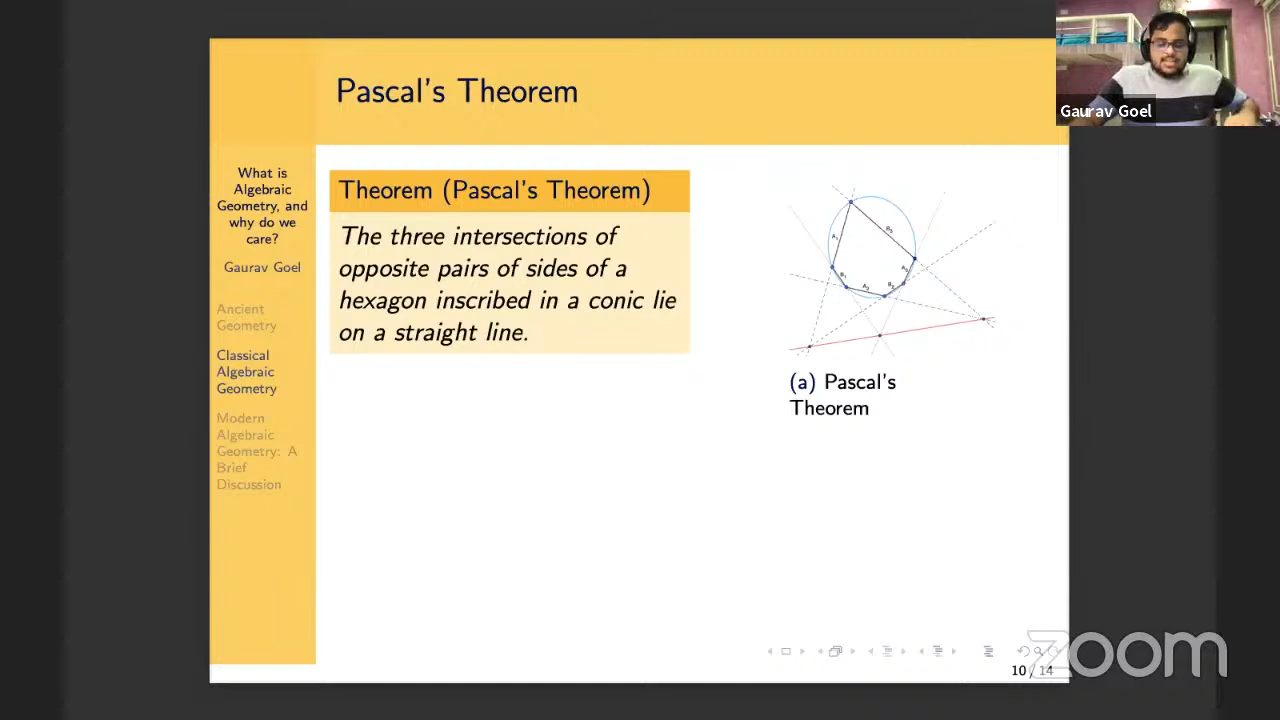 Pascal's Theorem
Gaurav Goel
What is
Algebraic
Geometry, and
why do we
care?
Gaurav Goel
Ancient
Geometry
Classical
Algebraic
Geometry
Modern
Algebraic
Geometry: A
Brief
Discussion
Theorem (Pascal's Theorem)
The three intersections of
opposite pairs of sides of a
hexagon inscribed in a conic lie
on a straight line.
(a) Pascal's
Theorem
10 / 14
zoom